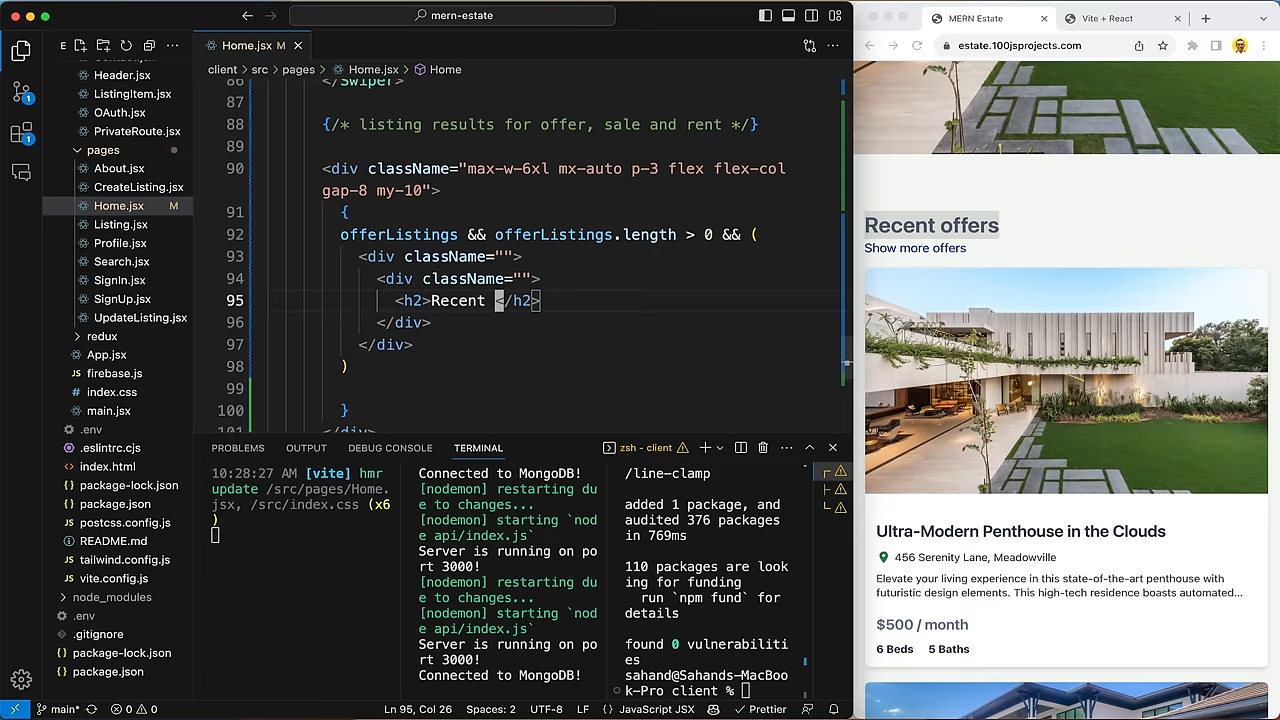 mern-estate
E
Header.jsx
ListingItem.jsx
OAuth.jsx
PrivateRoute.jsx
pages
About.jsx
CreateListing.jsx
Home.jsx M
Listing.jsx
Profile.jsx
Search.jsx
SignIn.jsx
SignUp.jsx
UpdateListing.jsx
redux
App.jsx
JS firebase.js
# index.css
main.jsx
.env
.eslintrc.cjs
<> index.html
{} package-lock.json
{} package.json
JS postcss.config.js
README.md
JS tailwind.config.js
JS vite.config.js
node_modules
.env
.gitignore
{} package-lock.json
{} package.json
1
1
Home.jsx M
client > src > pages > Home.jsx > Home
86 </Swiper>
87
88 {/* listing results for offer, sale and rent */}
89
90 <div className="max-w-6xl mx-auto p-3 flex flex-col
gap-8 my-10">
91 {
92 offerListings && offerListings.length > 0 && (
93 <div className="">
94 <div className="">
95 <h2>Recent </h2>
96 </div>
97 </div>
98 )
99
100 }
101 </div>
PROBLEMS OUTPUT DEBUG CONSOLE TERMINAL
zsh - client
10:28:27 AM [vite] hmr
update /src/pages/Home.
jsx, /src/index.css (x6
)
Connected to MongoDB!
[nodemon] restarting du
e to changes...
[nodemon] starting `nod
e api/index.js`
Server is running on po
rt 3000!
Connected to MongoDB!
[nodemon] restarting du
e to changes...
[nodemon] starting `nod
e api/index.js`
Server is running on po
rt 3000!
Connected to MongoDB!
/line-clamp
added 1 package, and
audited 376 packages
in 769ms
110 packages are look
ing for funding
run `npm fund` for
details
found 0 vulnerabiliti
es
sahand@Sahands-MacBoo
k-Pro client %
main* 0 0 Ln 95, Col 26 Spaces: 2 UTF-8 LF {} JavaScript JSX Prettier
MERN Estate
Vite + React
estate.100jsprojects.com
Recent offers
Show more offers
Ultra-Modern Penthouse in the Clouds
456 Serenity Lane, Meadowville
Elevate your living experience in this state-of-the-art penthouse with
futuristic design elements. This high-tech residence boasts automated...
$500 / month
6 Beds 5 Baths